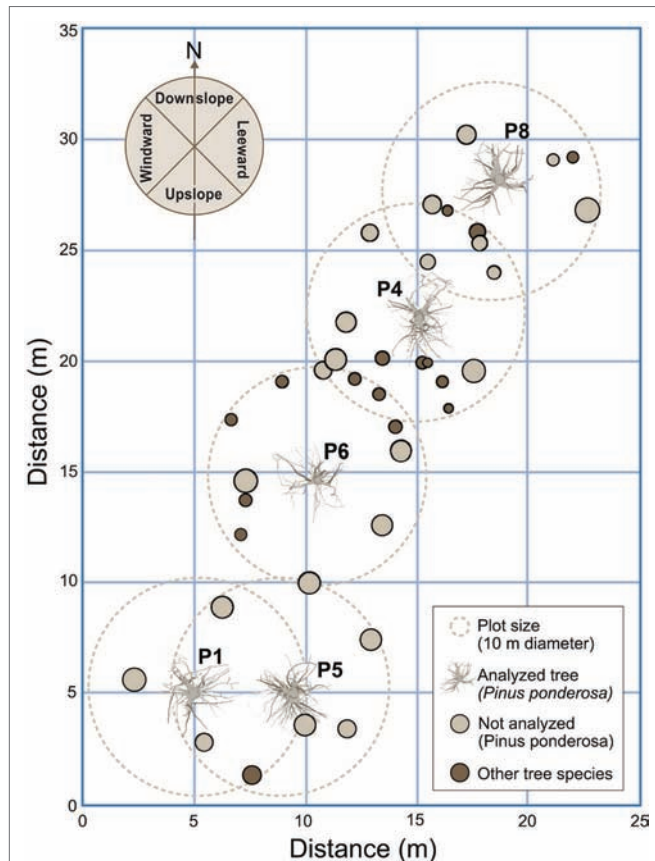 N
Downslope
Windward
Leeward
Upslope
P8
P4
P6
P1
P5
35
30
25
20
15
10
5
0
Distance (m)
0
5
10
15
20
25
Distance (m)
Plot size
(10 m diameter)
Analyzed tree
(Pinus ponderosa)
Not analyzed
(Pinus ponderosa)
Other tree species